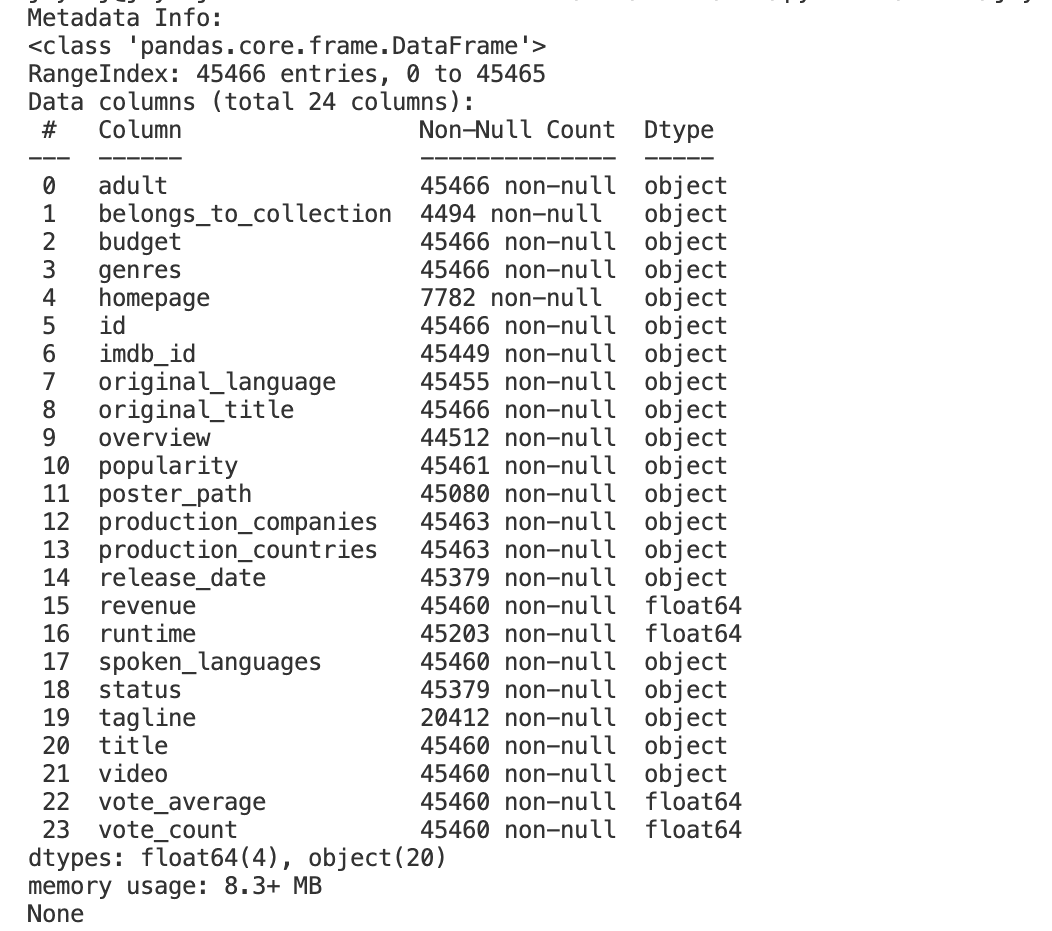 Metadata Info:
<class 'pandas.core.frame.DataFrame'>
RangeIndex: 45466 entries, 0 to 45465
Data columns (total 24 columns):
 #   Column                 Non-Null Count  Dtype
---  ------                 --------------  -----
 0   adult                  45466 non-null  object
 1   belongs_to_collection  4494 non-null   object
 2   budget                 45466 non-null  object
 3   genres                 45466 non-null  object
 4   homepage               7782 non-null   object
 5   id                     45466 non-null  object
 6   imdb_id                45449 non-null  object
 7   original_language      45455 non-null  object
 8   original_title         45466 non-null  object
 9   overview               44512 non-null  object
 10  popularity             45461 non-null  object
 11  poster_path            45080 non-null  object
 12  production_companies   45463 non-null  object
 13  production_countries   45463 non-null  object
 14  release_date           45379 non-null  object
 15  revenue                45460 non-null  float64
 16  runtime                45203 non-null  float64
 17  spoken_languages       45460 non-null  object
 18  status                 45379 non-null  object
 19  tagline                20412 non-null  object
 20  title                  45460 non-null  object
 21  video                  45460 non-null  object
 22  vote_average           45460 non-null  float64
 23  vote_count             45460 non-null  float64
dtypes: float64(4), object(20)
memory usage: 8.3+ MB
None